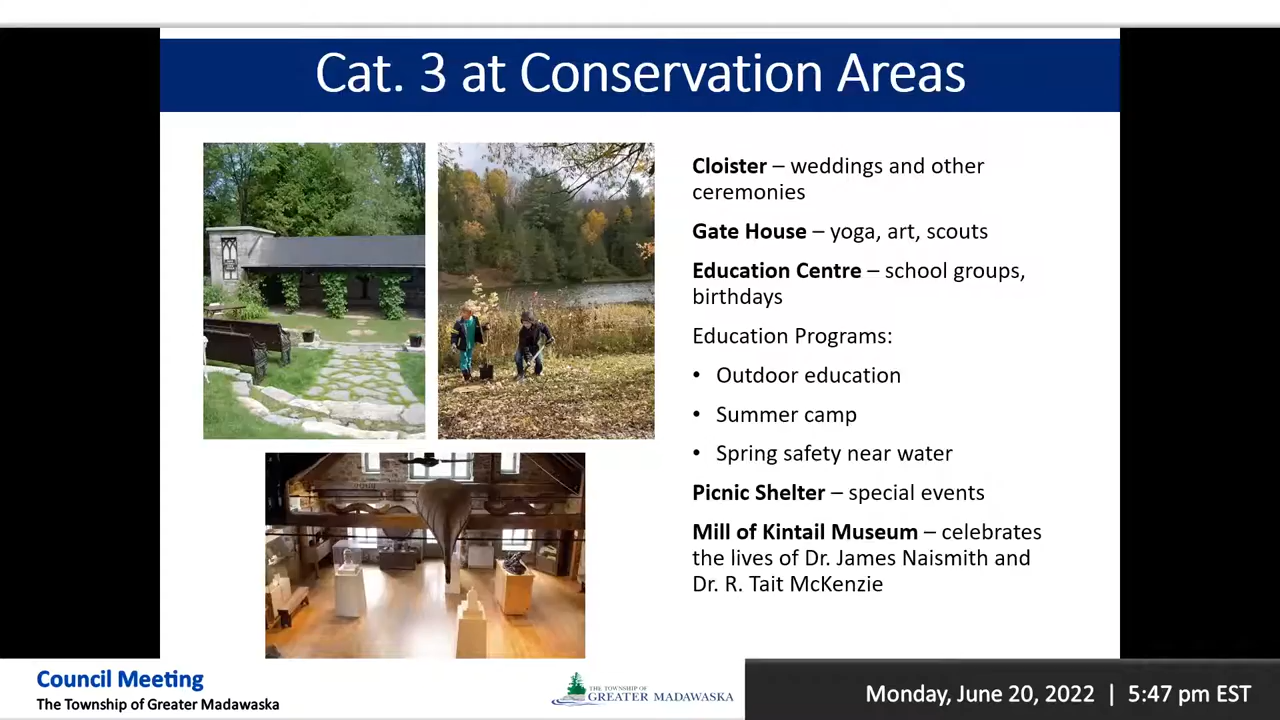 Cat. 3 at Conservation Areas
Cloister – weddings and other
ceremonies
Gate House – yoga, art, scouts
Education Centre – school groups,
birthdays
Education Programs:
• Outdoor education
• Summer camp
• Spring safety near water
Picnic Shelter – special events
Mill of Kintail Museum – celebrates
the lives of Dr. James Naismith and
Dr. R. Tait McKenzie
Council Meeting
The Township of Greater Madawaska
THE TOWNSHIP OF
GREATER MADAWASKA
Monday, June 20, 2022 | 5:47 pm EST